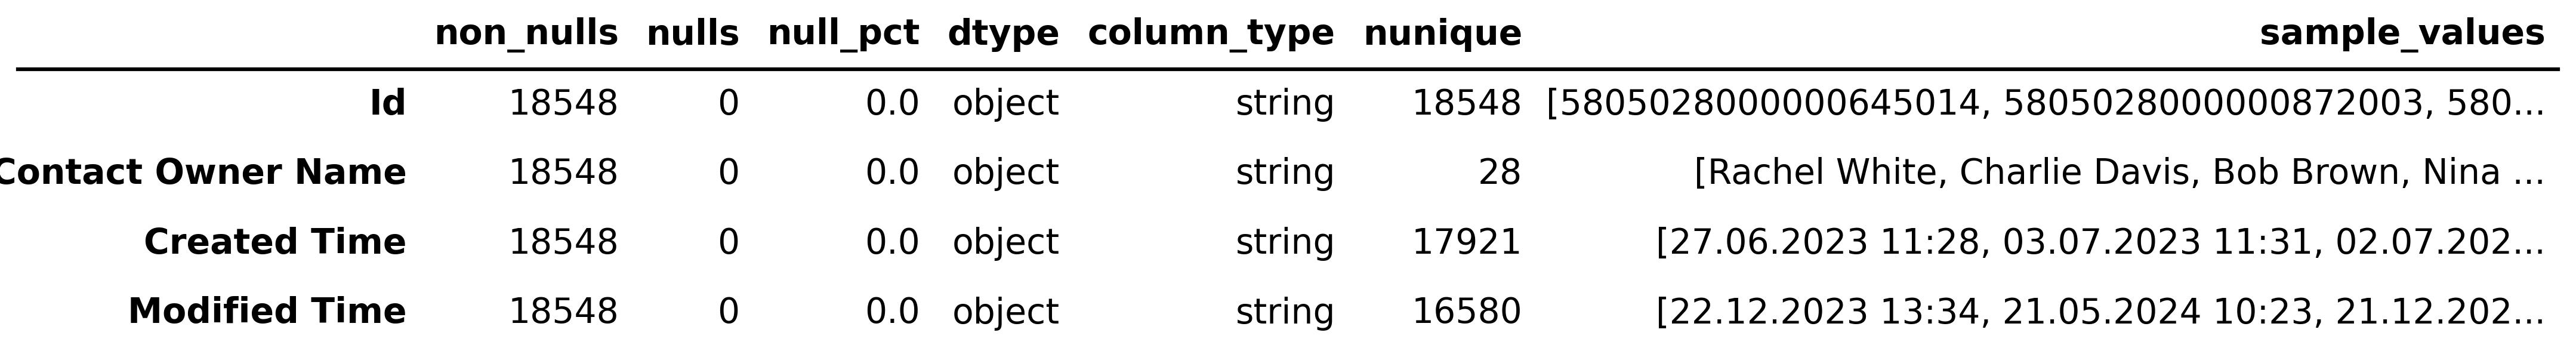 non_nulls nulls null_pct dtype column_type nunique sample_values
Id 18548 0 0.0 object string 18548 [5805028000000645014, 5805028000000872003, 580...
Contact Owner Name 18548 0 0.0 object string 28 [Rachel White, Charlie Davis, Bob Brown, Nina ...
Created Time 18548 0 0.0 object string 17921 [27.06.2023 11:28, 03.07.2023 11:31, 02.07.202...
Modified Time 18548 0 0.0 object string 16580 [22.12.2023 13:34, 21.05.2024 10:23, 21.12.202...